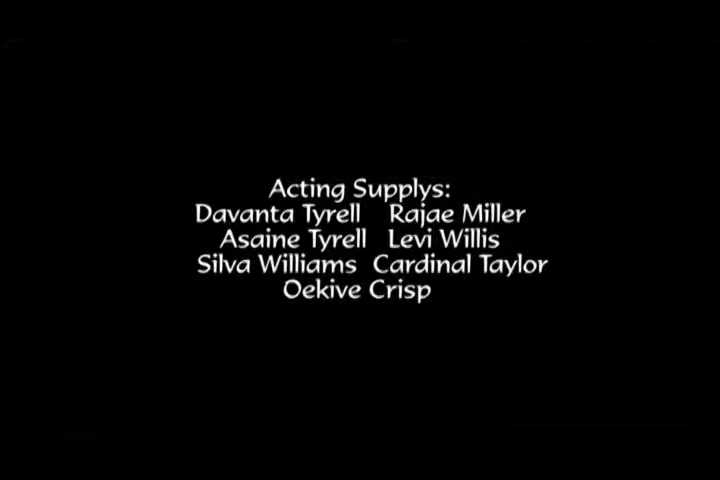 Acting Supplys:
Davanta Tyrell Rajae Miller
Asaine Tyrell Levi Willis
Silva Williams Cardinal Taylor
Oekive Crisp